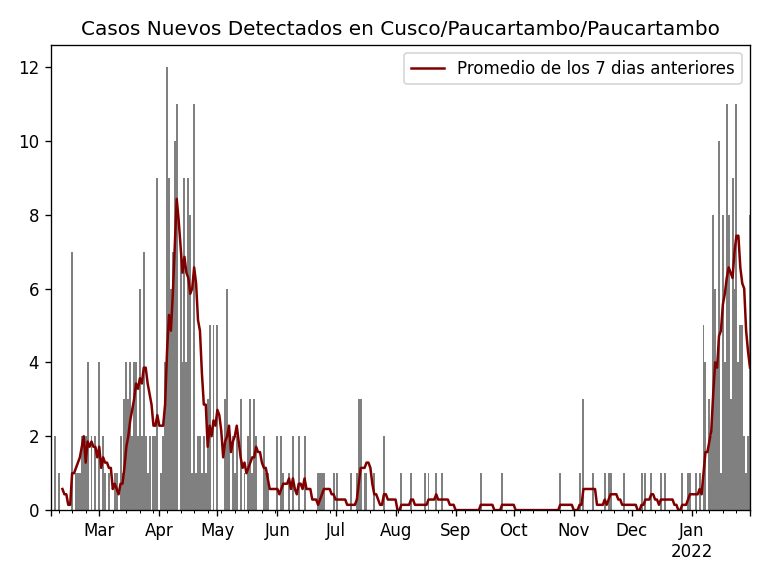 Casos Nuevos Detectados en Cusco/Paucartambo/Paucartambo
Promedio de los 7 dias anteriores
12
10
8
6
4
2
0
Mar Apr May Jun Jul Aug Sep Oct Nov Dec Jan
2022